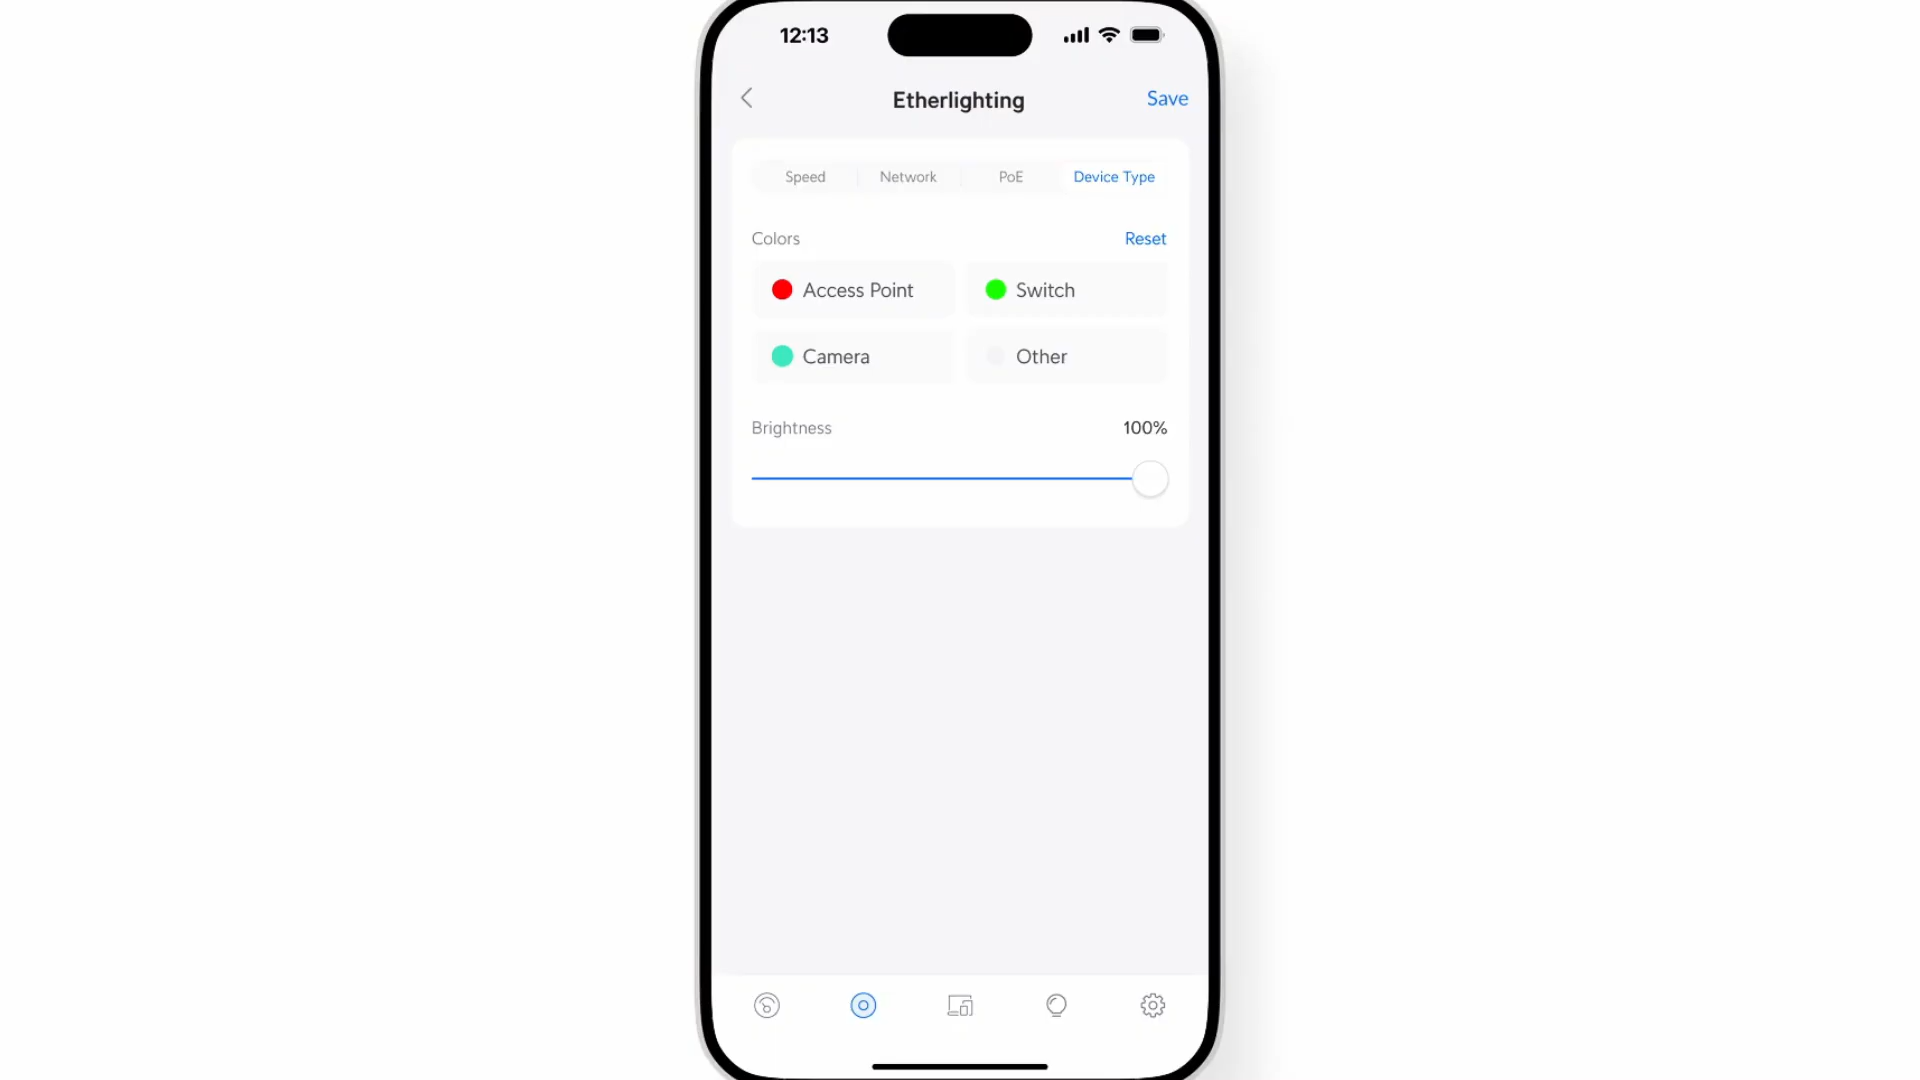 12:13
Etherlighting
Save
Speed
Network
PoE
Device Type
Colors
Reset
Access Point
Switch
Camera
Other
Brightness
100%